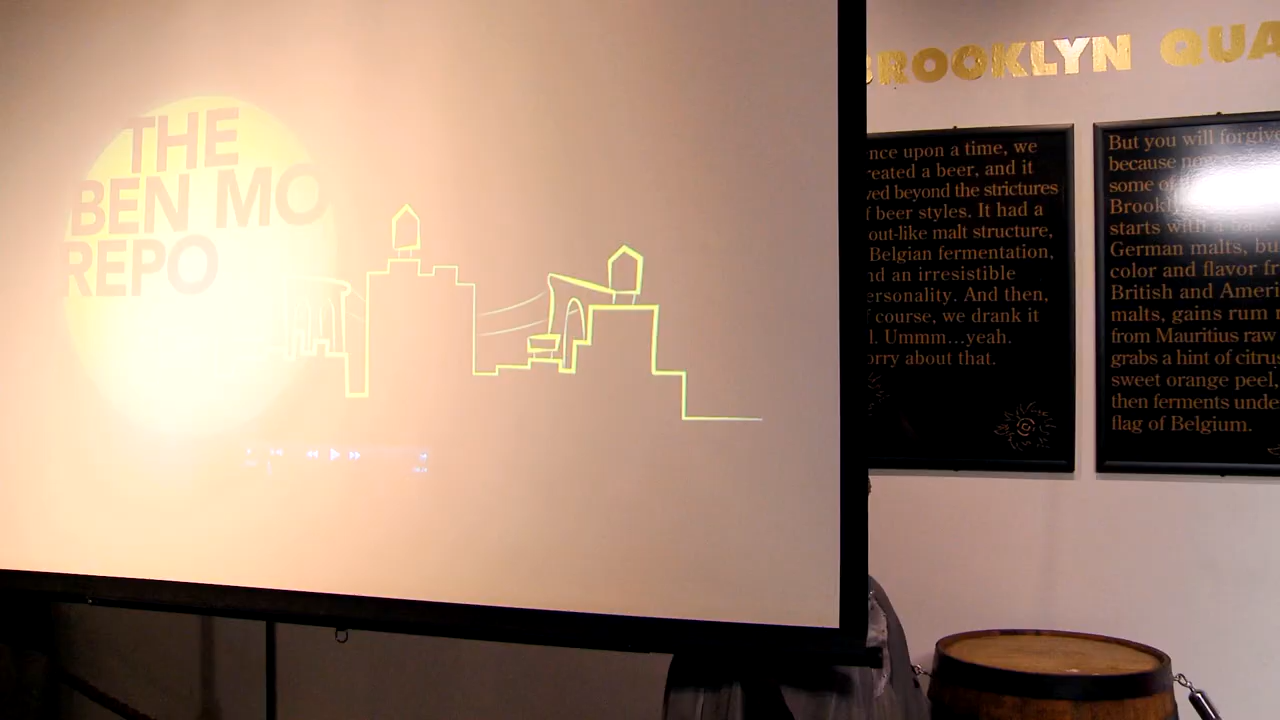 THE
BEN MO
REPO
BROOKLYN QUA
nce upon a time, we
reated a beer, and it
ved beyond the strictures
f beer styles. It had a
out-like malt structure,
Belgian fermentation,
nd an irresistible
ersonality. And then,
f course, we drank it
l. Ummm...yeah.
orry about that.
But you will forgive
because now
some of
Brookl
starts with a
German malts, bu
color and flavor fr
British and Ameri
malts, gains rum
from Mauritius raw
grabs a hint of citru
sweet orange peel,
then ferments unde
flag of Belgium.